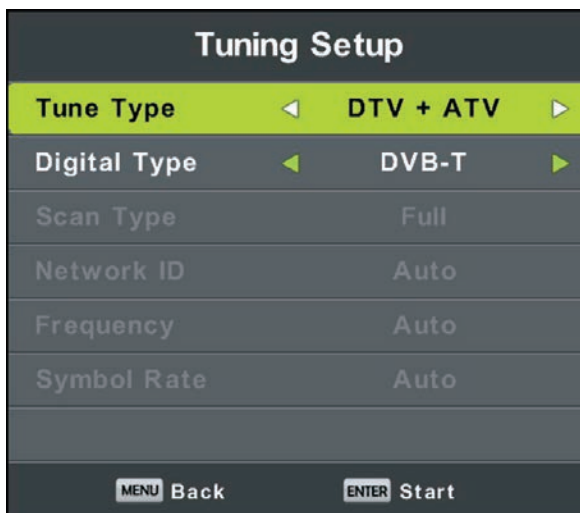 Tuning Setup
Tune Type DTV + ATV
Digital Type DVB-T
Scan Type Full
Network ID Auto
Frequency Auto
Symbol Rate Auto
MENU Back ENTER Start